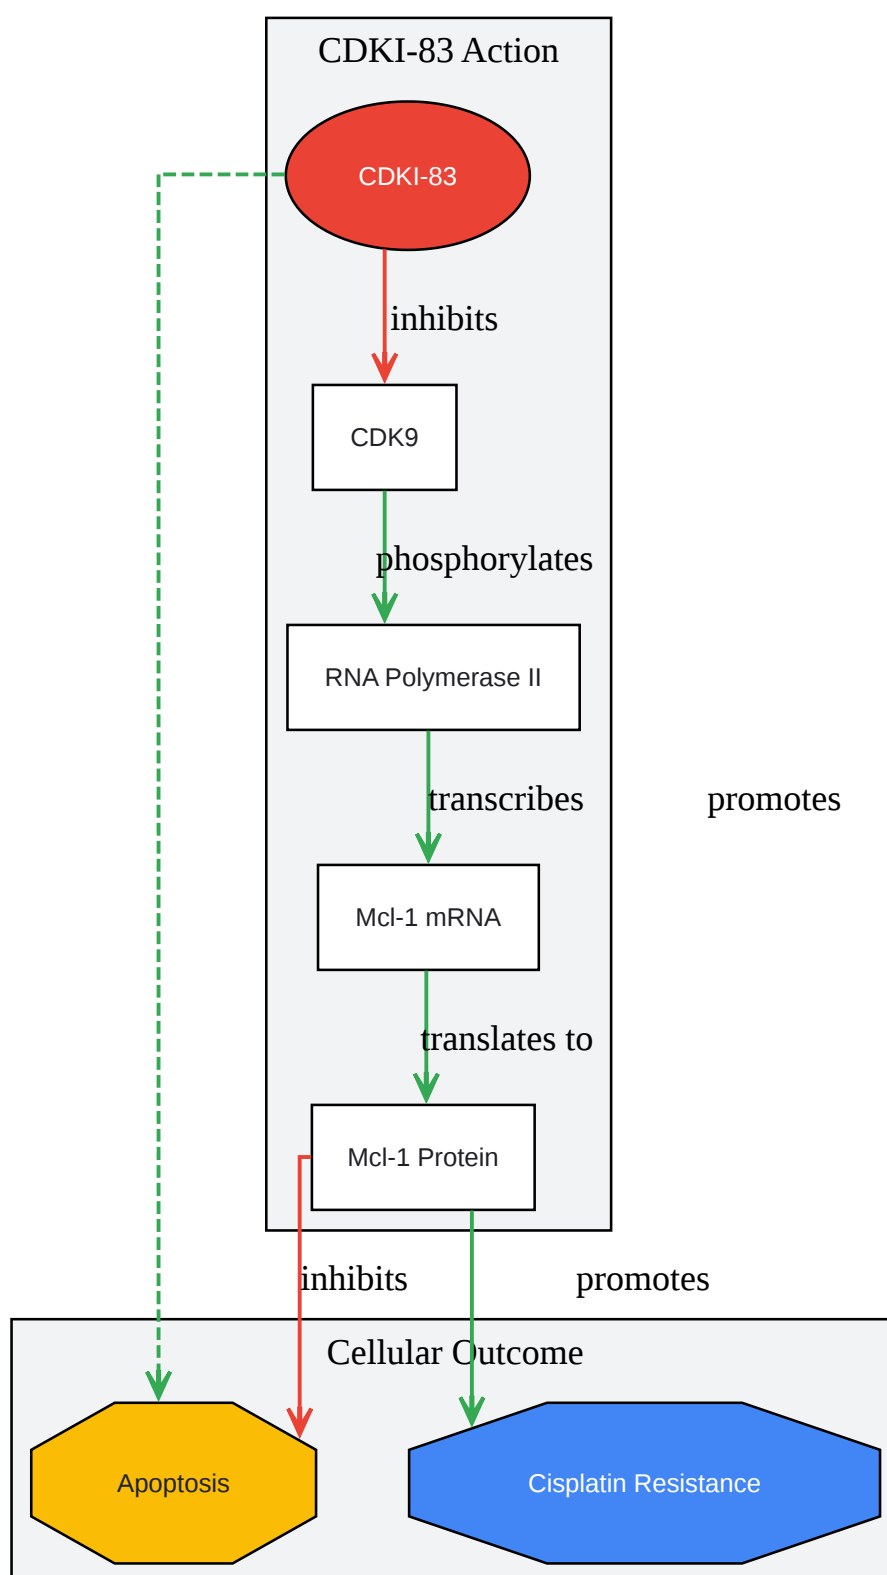 CDKI-83 Action
CDKI-83
inhibits
CDK9
phosphorylates
RNA Polymerase II
transcribes
promotes
Mcl-1 mRNA
translates to
Mcl-1 Protein
inhibits
promotes
Cellular Outcome
Apoptosis
Cisplatin Resistance